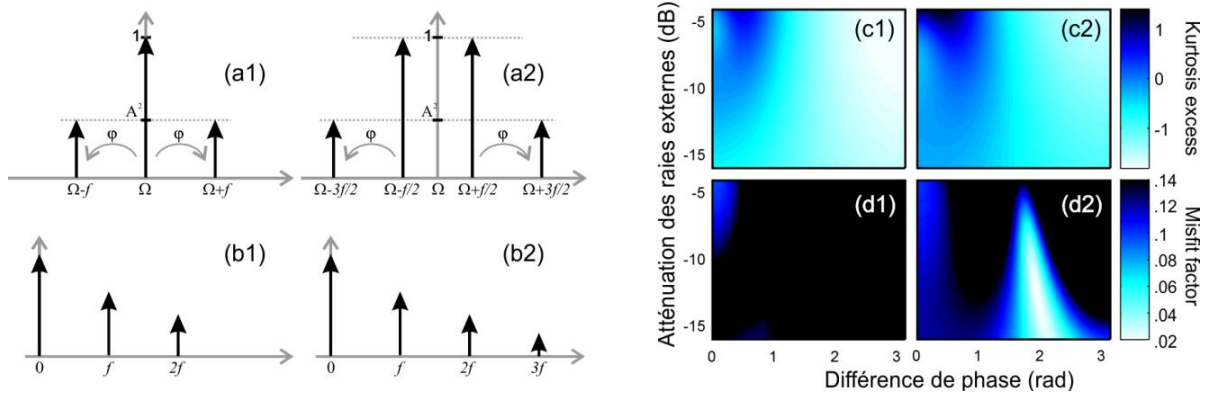 (a1)
1
A²
φ φ
Ω-f Ω Ω+f
(a2)
1
A²
φ φ
Ω-3f/2 Ω-f/2 Ω Ω+f/2 Ω+3f/2
(b1)
0 f 2f
(b2)
0 f 2f 3f
Atténuation des raies externes (dB)
-5
-10
-15
(c1)
(c2)
1
0
-1
Kurtosis excess
-5
-10
-15
(d1)
(d2)
.14
.12
.1
.08
.06
.04
.02
Misfit factor
0 1 2 3
0 1 2 3
Différence de phase (rad)